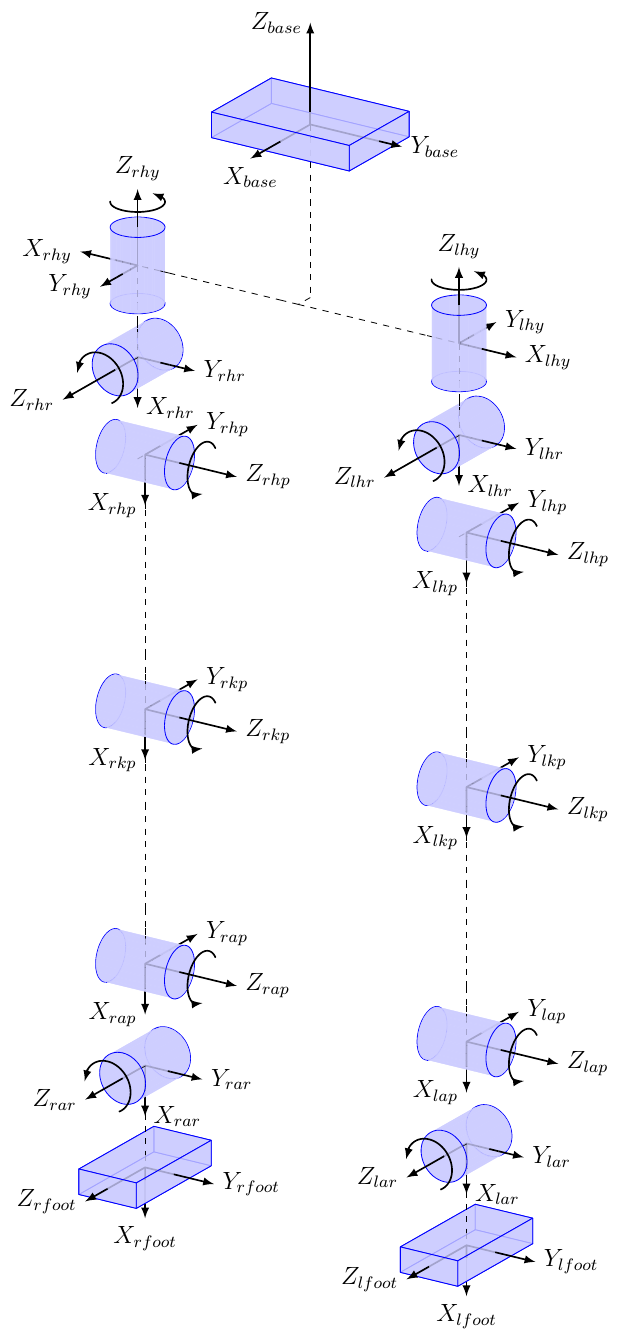 Z_base
Y_base
X_base
Z_rhy
X_rhy
Y_rhy
Z_lhy
Y_lhy
X_lhy
Y_rhr
Z_rhr
X_rhr
Y_rhp
Z_rhp
X_rhp
Y_lhr
Z_lhr
X_lhr
Y_lhp
Z_lhp
X_lhp
Y_rkp
Z_rkp
X_rkp
Y_lkp
Z_lkp
X_lkp
Y_rap
Z_rap
X_rap
Y_lap
Z_lap
X_lap
Y_rar
Z_rar
X_rar
Y_lar
Z_lar
X_lar
Y_rfoot
Z_rfoot
X_rfoot
Y_lfoot
Z_lfoot
X_lfoot